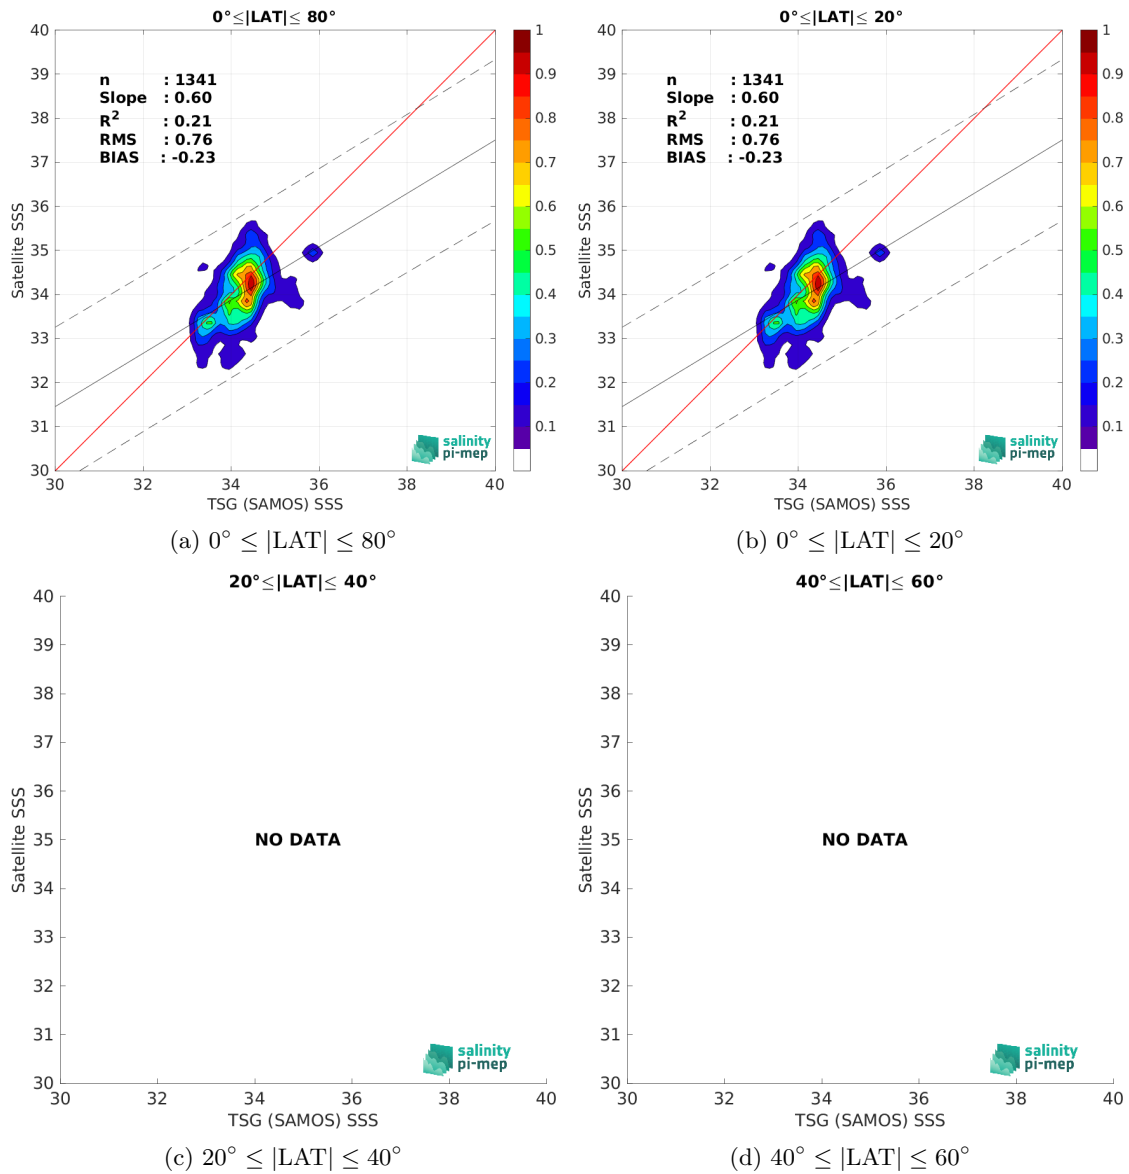 0°≤|LAT|≤ 80°
40
39
38
37
36
35
34
33
32
31
30
n : 1341
Slope : 0.60
R² : 0.21
RMS : 0.76
BIAS : -0.23
1
0.9
0.8
0.7
0.6
0.5
0.4
0.3
0.2
0.1
Satellite SSS
salinity
pi-mep
30 32 34 36 38 40
TSG (SAMOS) SSS
(a) 0° ≤ |LAT| ≤ 80°
0°≤|LAT|≤ 20°
40
39
38
37
36
35
34
33
32
31
30
n : 1341
Slope : 0.60
R² : 0.21
RMS : 0.76
BIAS : -0.23
1
0.9
0.8
0.7
0.6
0.5
0.4
0.3
0.2
0.1
Satellite SSS
salinity
pi-mep
30 32 34 36 38 40
TSG (SAMOS) SSS
(b) 0° ≤ |LAT| ≤ 20°
20°≤|LAT|≤ 40°
40
39
38
37
36
35
34
33
32
31
30
Satellite SSS
NO DATA
salinity
pi-mep
30 32 34 36 38 40
TSG (SAMOS) SSS
(c) 20° ≤ |LAT| ≤ 40°
40°≤|LAT|≤ 60°
40
39
38
37
36
35
34
33
32
31
30
Satellite SSS
NO DATA
salinity
pi-mep
30 32 34 36 38 40
TSG (SAMOS) SSS
(d) 40° ≤ |LAT| ≤ 60°